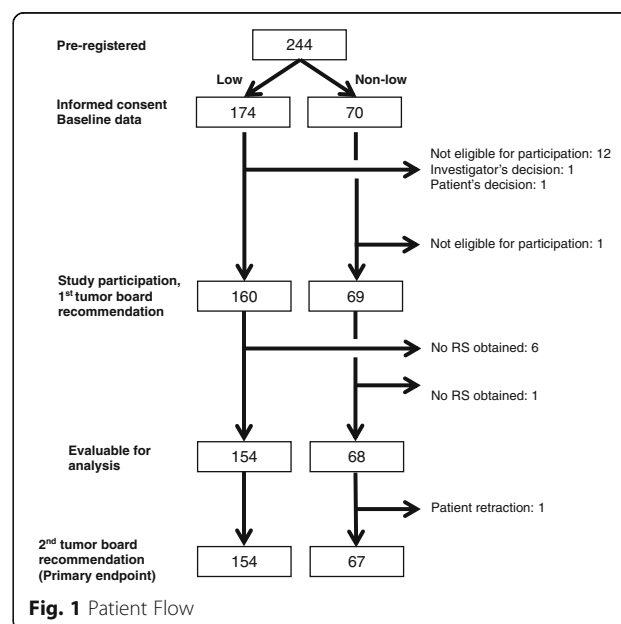 Pre-registered
244
Low
Non-low
Informed consent
Baseline data
174
70
Not eligible for participation: 12
Investigator's decision: 1
Patient's decision: 1
Not eligible for participation: 1
Study participation,
1st tumor board
recommendation
160
69
No RS obtained: 6
No RS obtained: 1
Evaluable for
analysis
154
68
Patient retraction: 1
2nd tumor board
recommendation
(Primary endpoint)
154
67
Fig. 1 Patient Flow